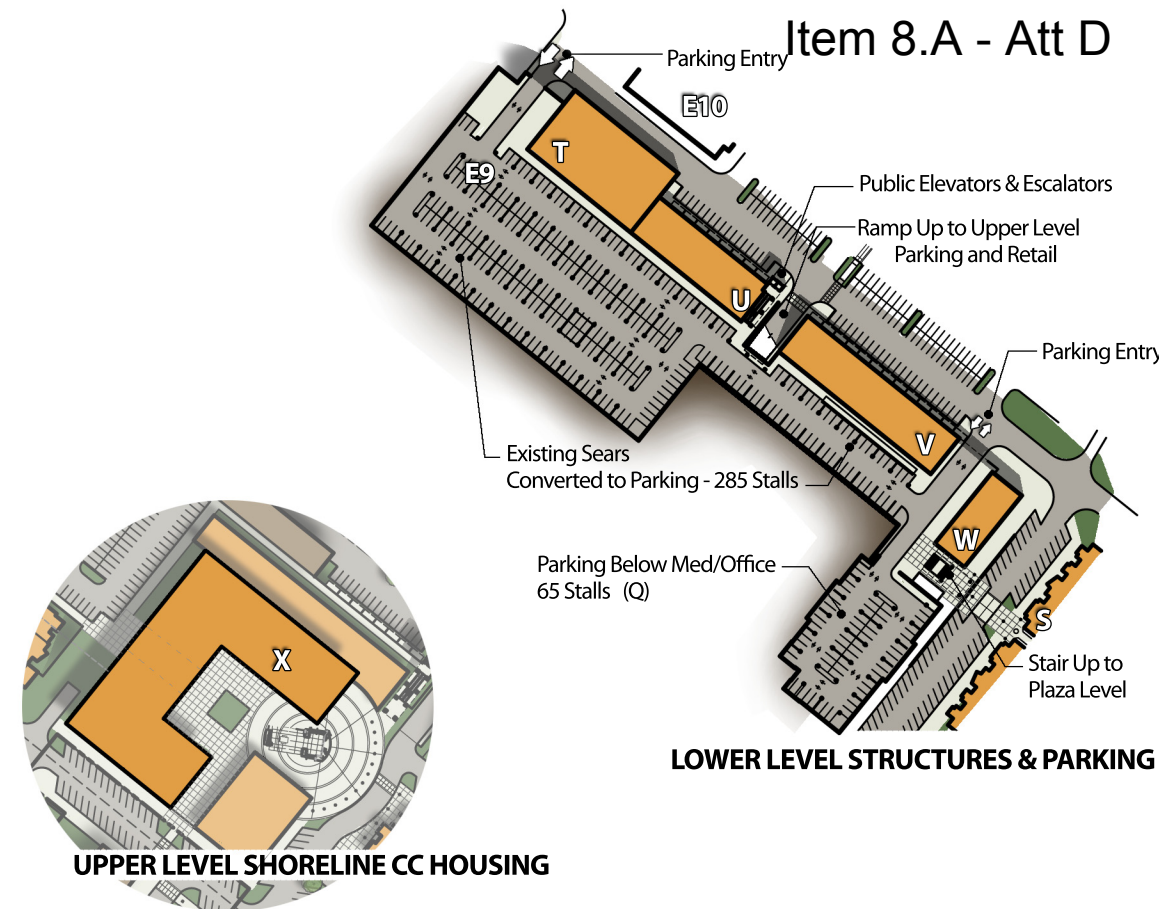 Item 8.A - Att D
Parking Entry
E10
T
E9
Public Elevators & Escalators
Ramp Up to Upper Level
Parking and Retail
U
Parking Entry
V
Existing Sears
Converted to Parking - 285 Stalls
W
Parking Below Med/Office
65 Stalls (Q)
S
X
Stair Up to
Plaza Level
LOWER LEVEL STRUCTURES & PARKING
UPPER LEVEL SHORELINE CC HOUSING